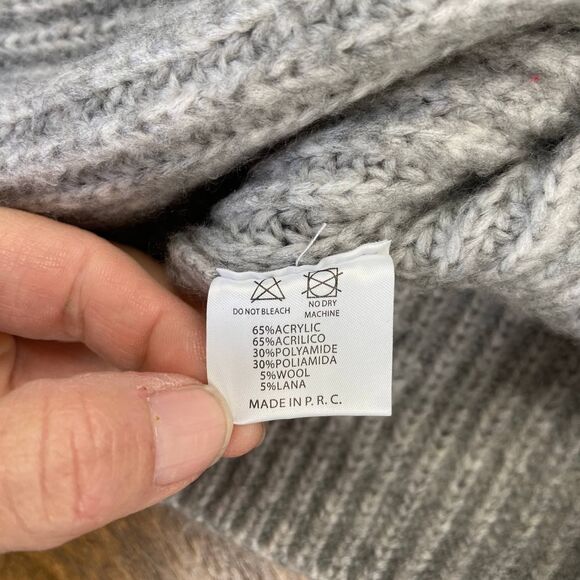 DO NOT BLEACH
NO DRY
MACHINE
65%ACRYLIC
65%ACRILICO
30%POLYAMIDE
30%POLIAMIDA
5%WOOL
5%LANA
MADE IN P. R. C.